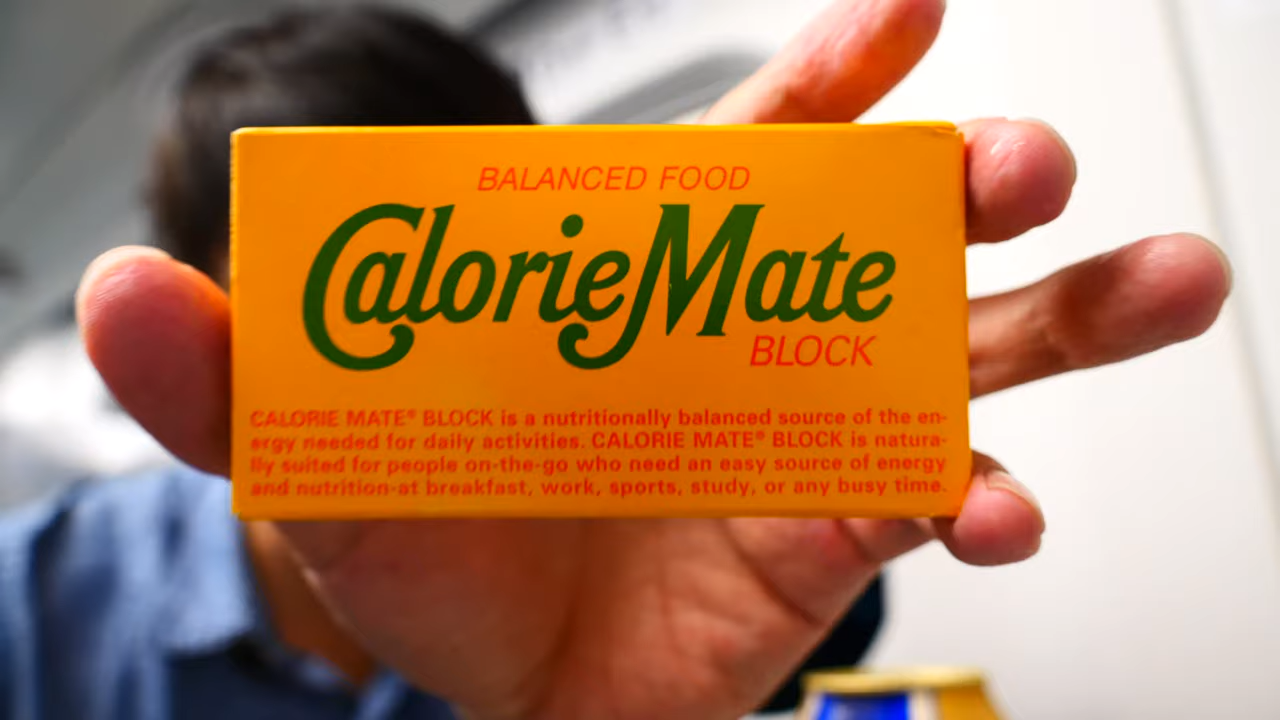 BALANCED FOOD
CalorieMate
BLOCK
CALORIE MATE® BLOCK is a nutritionally balanced source of the en-
ergy needed for daily activities. CALORIE MATE® BLOCK is natura-
lly suited for people on-the-go who need an easy source of energy
and nutrition-at breakfast, work, sports, study, or any busy time.